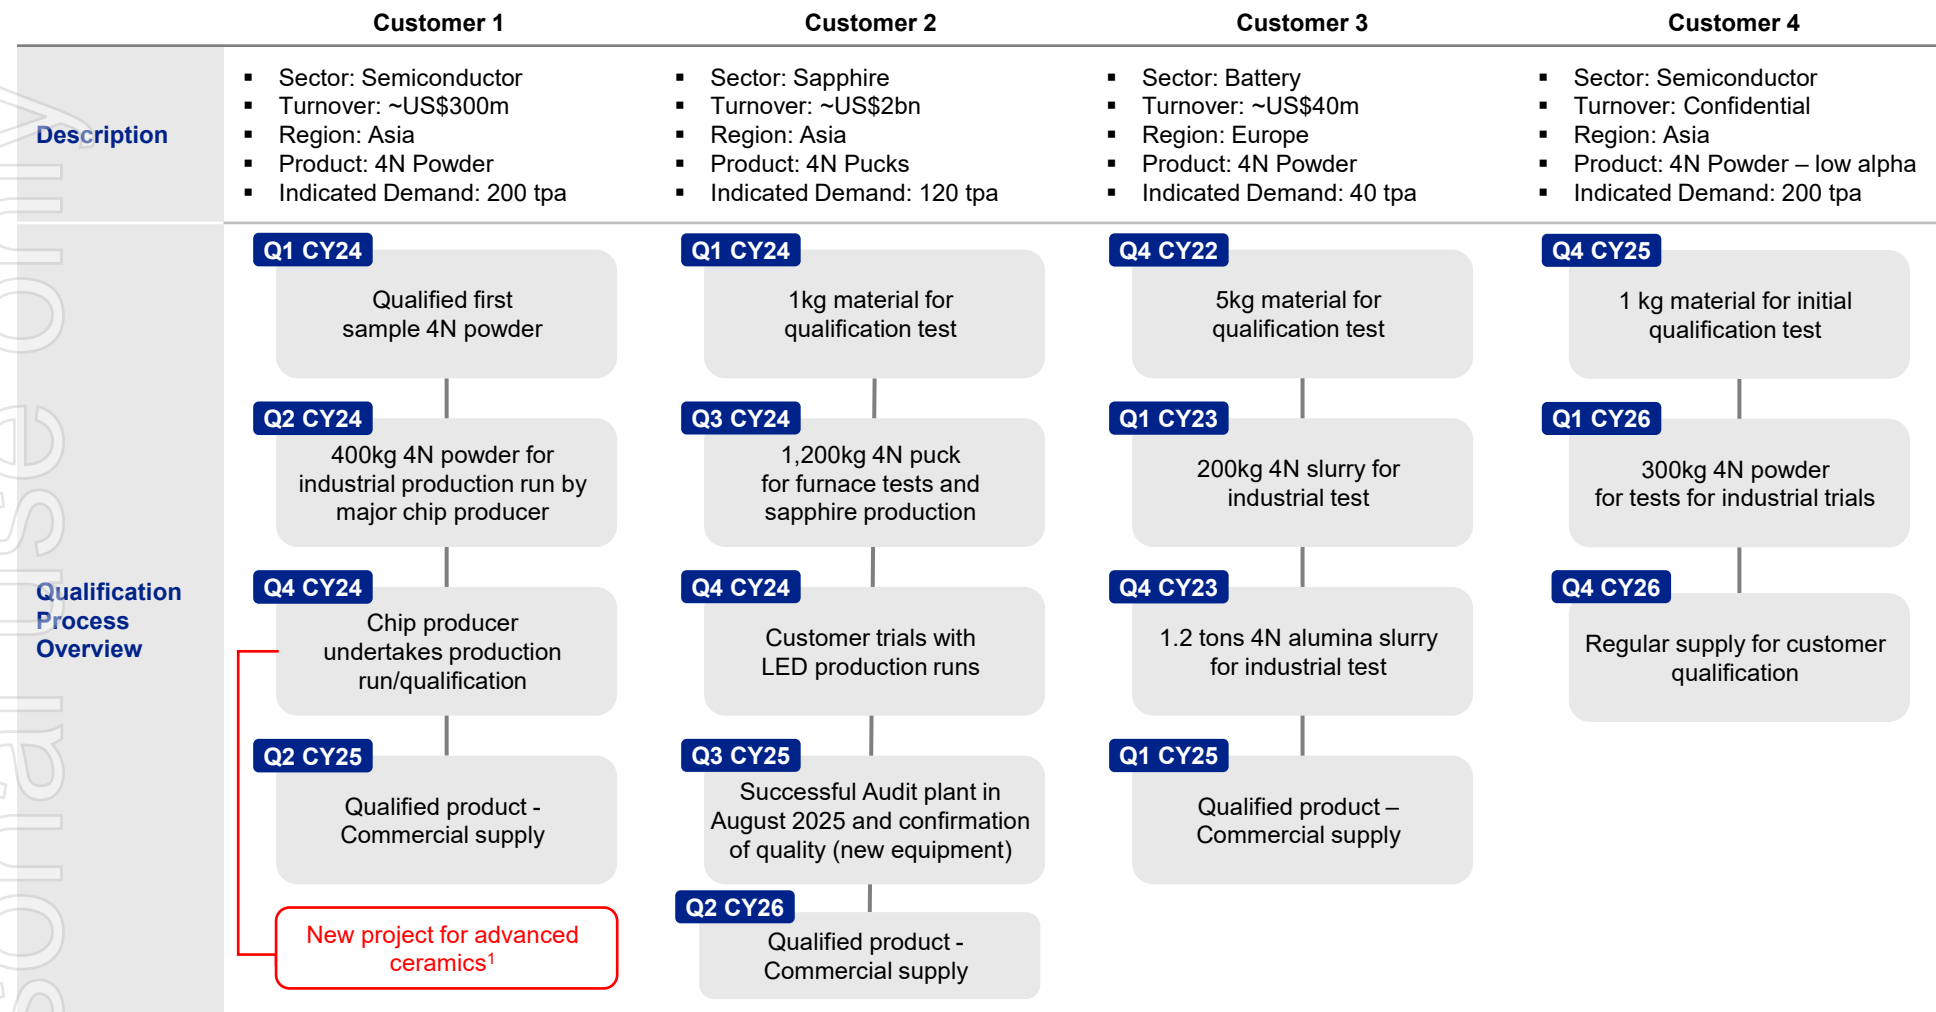 Customer 1
Customer 2
Customer 3
Customer 4
Description
▪ Sector: Semiconductor
▪ Turnover: ~US$300m
▪ Region: Asia
▪ Product: 4N Powder
▪ Indicated Demand: 200 tpa
▪ Sector: Sapphire
▪ Turnover: ~US$2bn
▪ Region: Asia
▪ Product: 4N Pucks
▪ Indicated Demand: 120 tpa
▪ Sector: Battery
▪ Turnover: ~US$40m
▪ Region: Europe
▪ Product: 4N Powder
▪ Indicated Demand: 40 tpa
▪ Sector: Semiconductor
▪ Turnover: Confidential
▪ Region: Asia
▪ Product: 4N Powder – low alpha
▪ Indicated Demand: 200 tpa
Qualification
Process
Overview
Q1 CY24
Qualified first
sample 4N powder
Q2 CY24
400kg 4N powder for
industrial production run by
major chip producer
Q4 CY24
Chip producer
undertakes production
run/qualification
Q2 CY25
Qualified product -
Commercial supply
New project for advanced
ceramics¹
Q1 CY24
1kg material for
qualification test
Q3 CY24
1,200kg 4N puck
for furnace tests and
sapphire production
Q4 CY24
Customer trials with
LED production runs
Q3 CY25
Successful Audit plant in
August 2025 and confirmation
of quality (new equipment)
Q2 CY26
Qualified product -
Commercial supply
Q4 CY22
5kg material for
qualification test
Q1 CY23
200kg 4N slurry for
industrial test
Q4 CY23
1.2 tons 4N alumina slurry
for industrial test
Q1 CY25
Qualified product –
Commercial supply
Q4 CY25
1 kg material for initial
qualification test
Q1 CY26
300kg 4N powder
for tests for industrial trials
Q4 CY26
Regular supply for customer
qualification
sonal use only